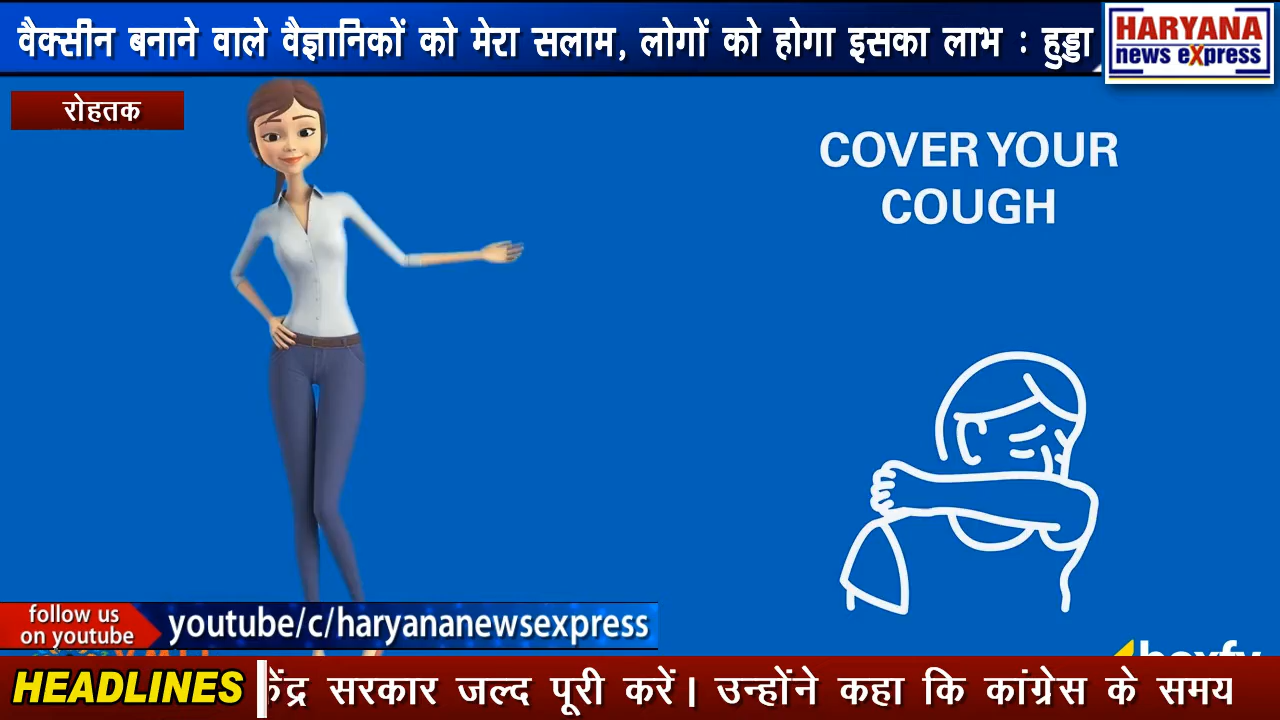 वैक्सीन बनाने वाले वैज्ञानिकों को मेरा सलाम, लोगों को होगा इसका लाभ : हुड्डा
HARYANA
news eXpress
रोहतक
COVER YOUR
COUGH
follow us
on youtube
youtube/c/haryananewsexpress
HEADLINES
केंद्र सरकार जल्द पूरी करें। उन्होंने कहा कि कांग्रेस के समय